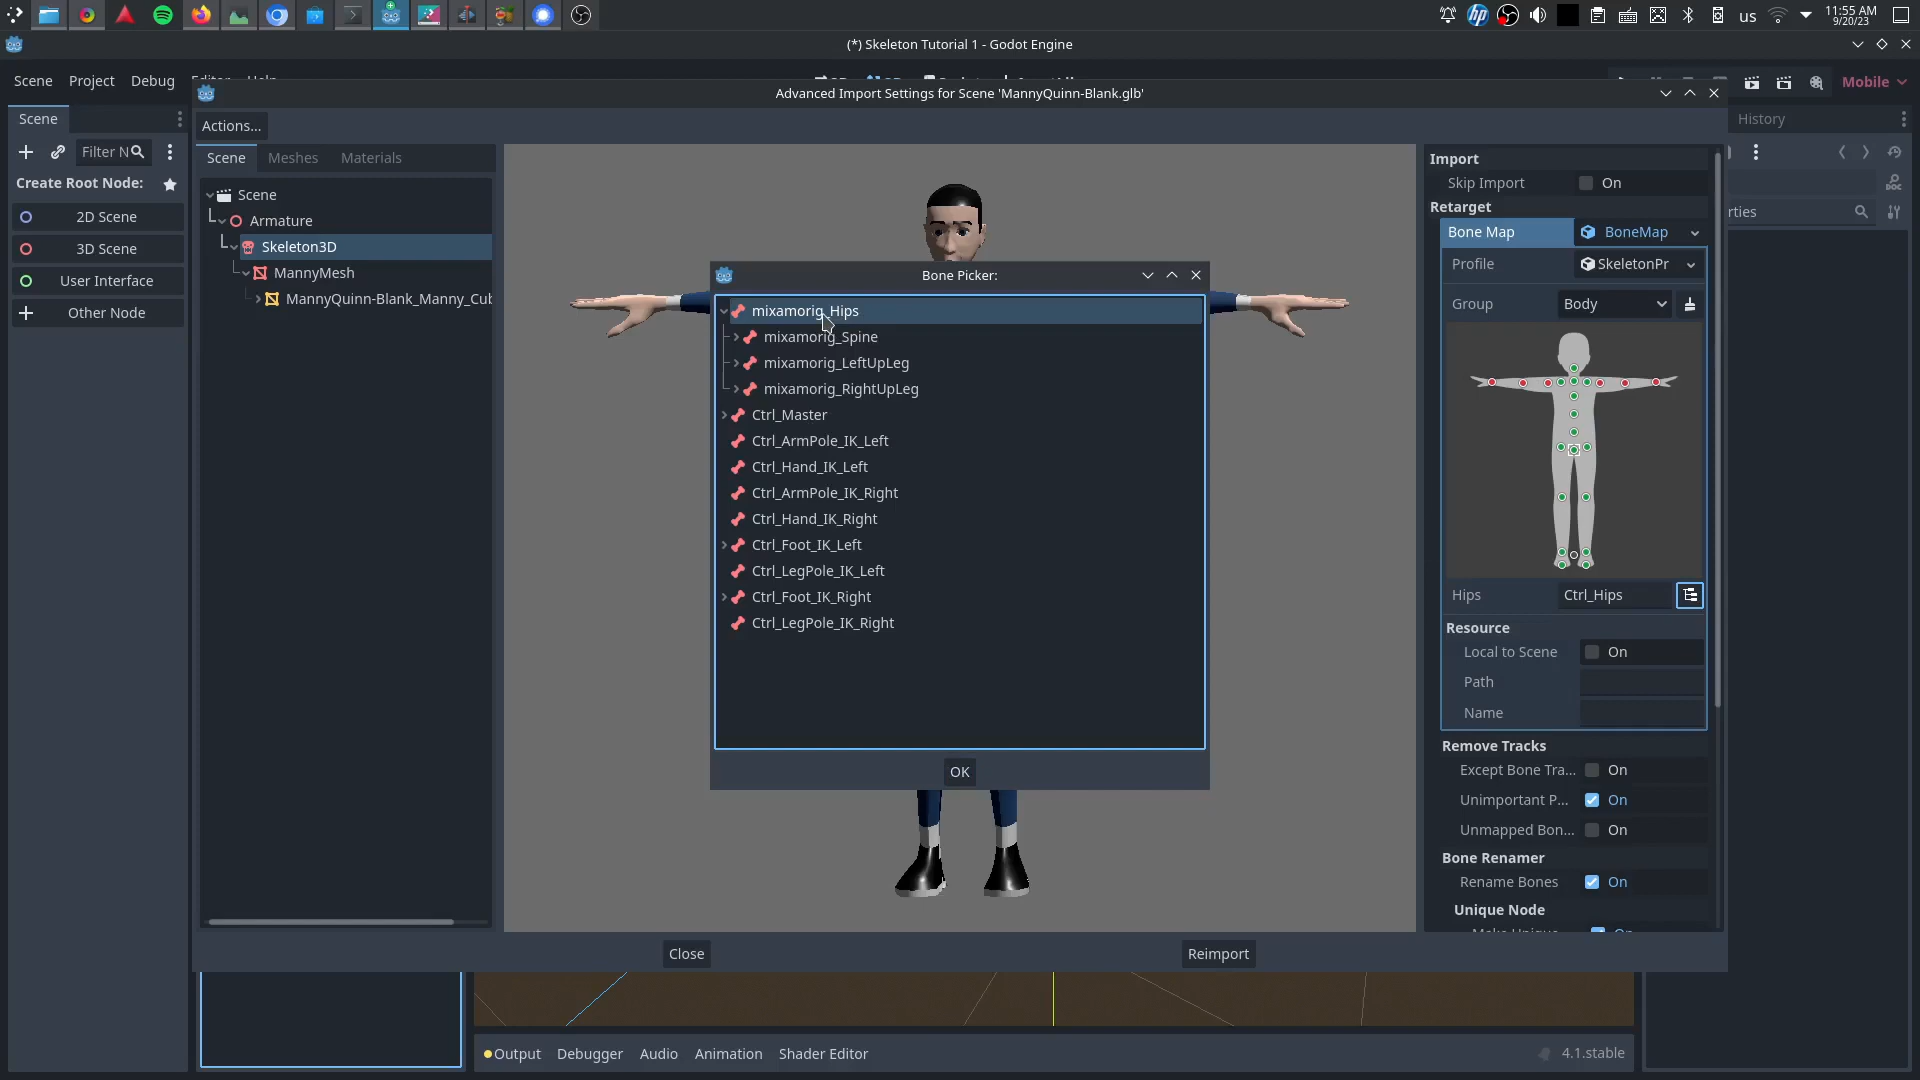 us
11:55 AM
9/20/23
(*) Skeleton Tutorial 1 - Godot Engine
Scene Project Debug Editor Help
Mobile
Advanced Import Settings for Scene 'MannyQuinn-Blank.glb'
Actions...
Scene
Filter N
Create Root Node:
2D Scene
3D Scene
User Interface
Other Node
Scene Meshes Materials
Scene
Armature
Skeleton3D
MannyMesh
MannyQuinn-Blank_Manny_Cub
Bone Picker:
mixamorig_Hips
mixamorig_Spine
mixamorig_LeftUpLeg
mixamorig_RightUpLeg
Ctrl_Master
Ctrl_ArmPole_IK_Left
Ctrl_Hand_IK_Left
Ctrl_ArmPole_IK_Right
Ctrl_Hand_IK_Right
Ctrl_Foot_IK_Left
Ctrl_LegPole_IK_Left
Ctrl_Foot_IK_Right
Ctrl_LegPole_IK_Right
OK
Import
Skip Import On
Retarget
Bone Map BoneMap
Profile SkeletonPr
Group Body
Hips Ctrl_Hips
Resource
Local to Scene On
Path
Name
Remove Tracks
Except Bone Tra... On
Unimportant P... On
Unmapped Bon... On
Bone Renamer
Rename Bones On
Unique Node
History
DOC
rties
Close
Reimport
Output Debugger Audio Animation Shader Editor
4.1.stable